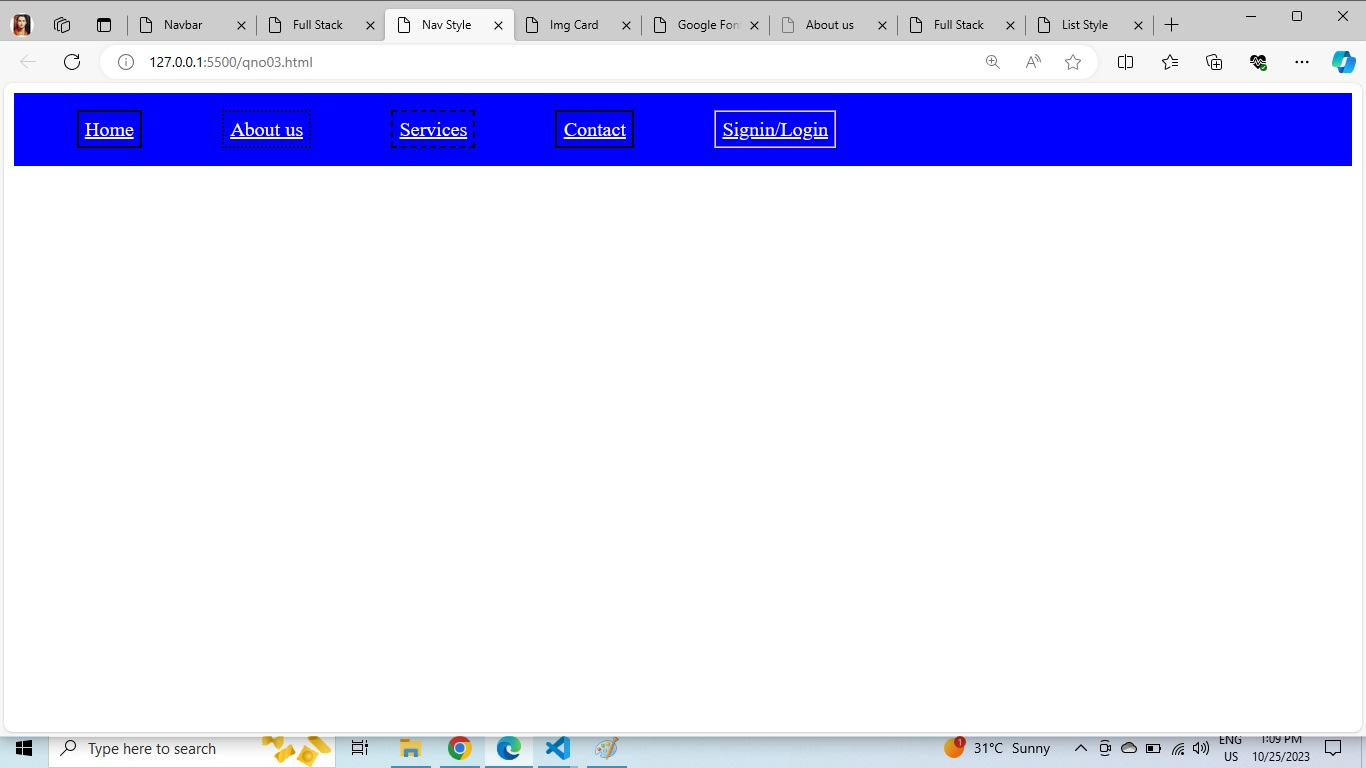 Navbar Full Stack Nav Style Img Card Google Fon About us Full Stack List Style
127.0.0.1:5500/qno03.html
Home About us Services Contact Signin/Login
Type here to search
1
31°C Sunny
ENG
US
1:09 PM
10/25/2023